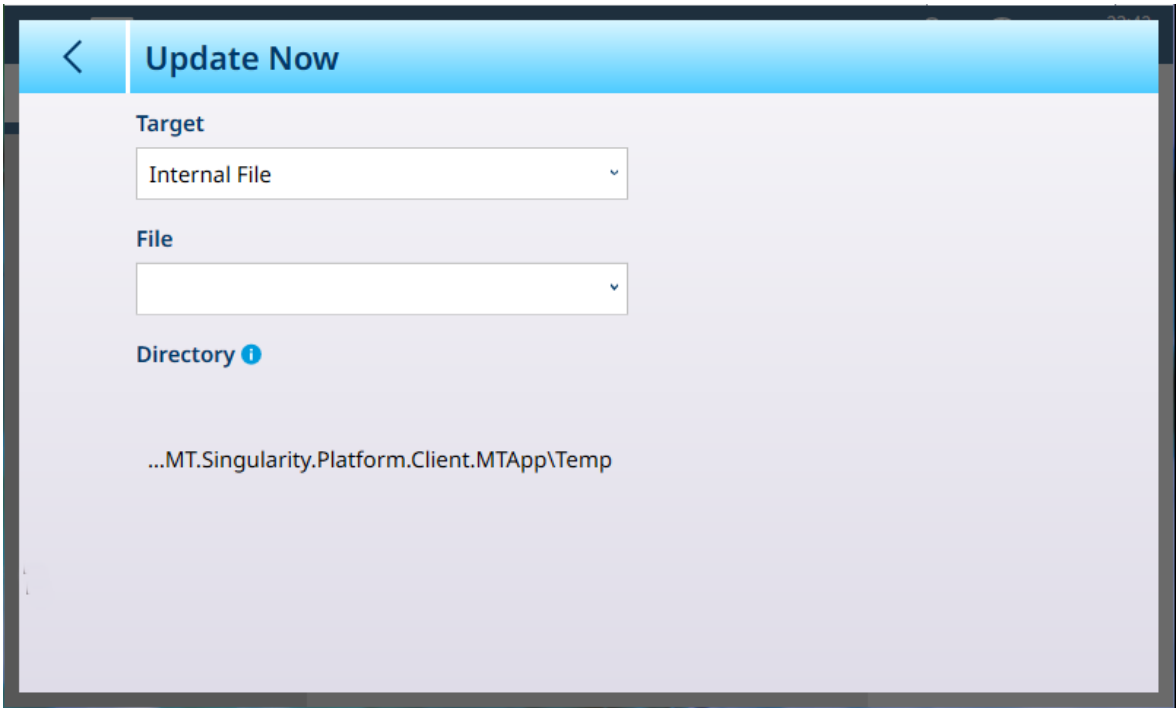 Update Now
Target
Internal File
File
Directory
...MT.Singularity.Platform.Client.MTApp\Temp